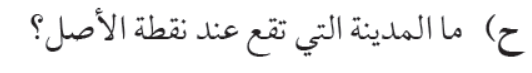 ح) ما المدينة التي تقع عند نقطة الأصل؟